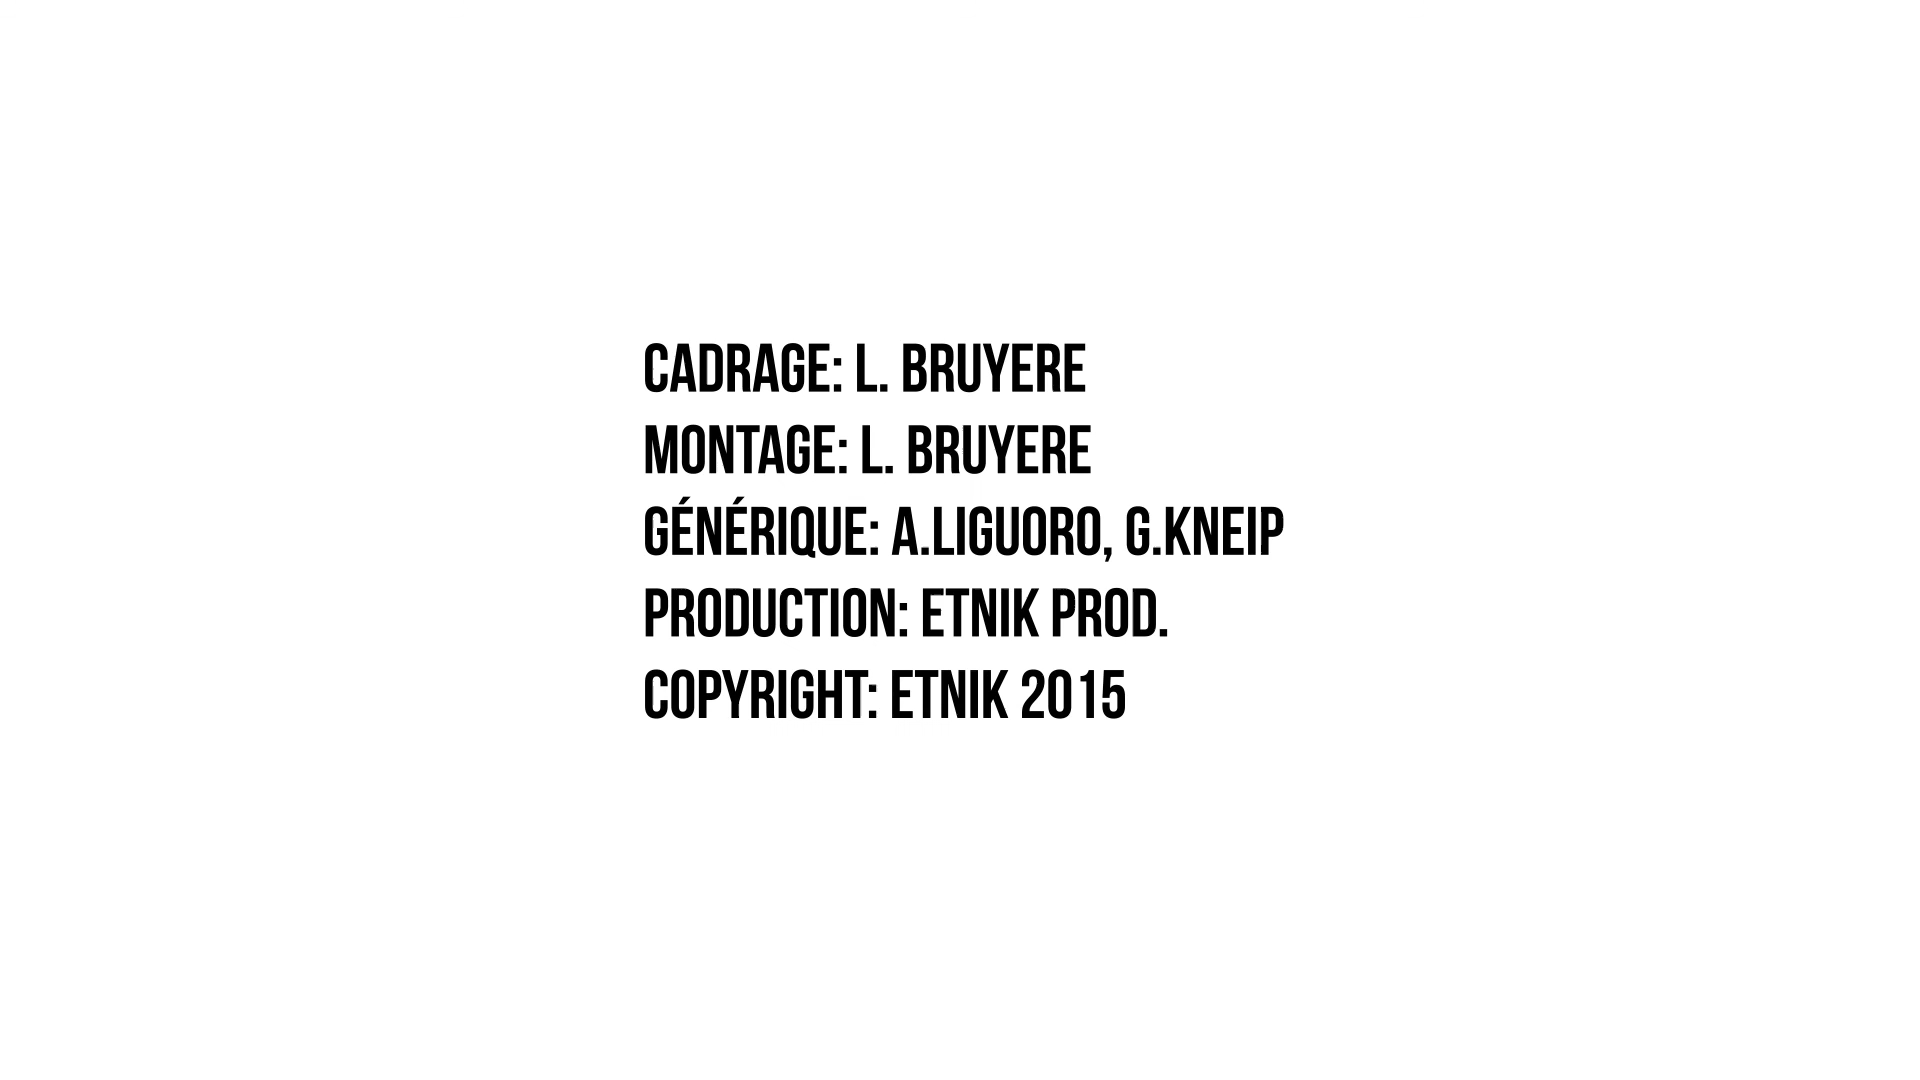 CADRAGE: L. BRUYERE
MONTAGE: L. BRUYERE
GÉNÉRIQUE: A.LIGUORO, G.KNEIP
PRODUCTION: ETNIK PROD.
COPYRIGHT: ETNIK 2015